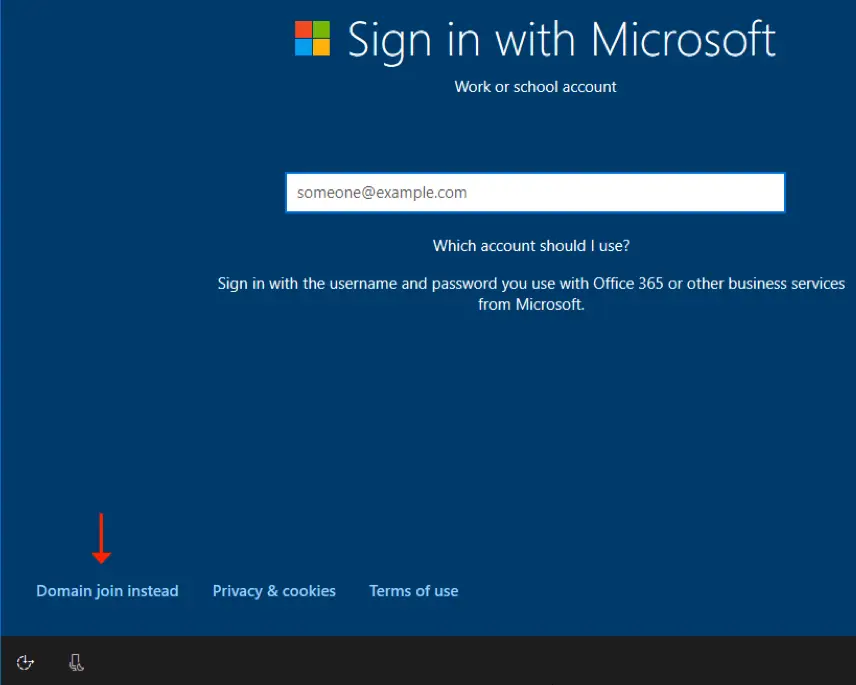 Sign in with Microsoft
Work or school account
someone@example.com
Which account should I use?
Sign in with the username and password you use with Office 365 or other business services
from Microsoft.
Domain join instead
Privacy & cookies
Terms of use